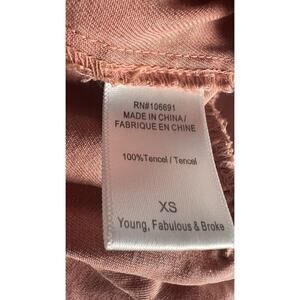 RN#106691
MADE IN CHINA/
FABRIQUE EN CHINE
100%Tencel / Tencel
XS
Young, Fabulous & Broke